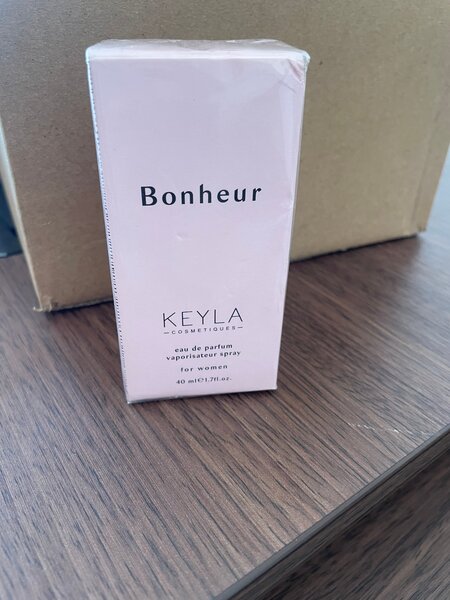 Bonheur
KEYLA
COSMETIQUES
eau de parfum
vaporisateur spray
for women
40 ml℮1.7fl.oz.